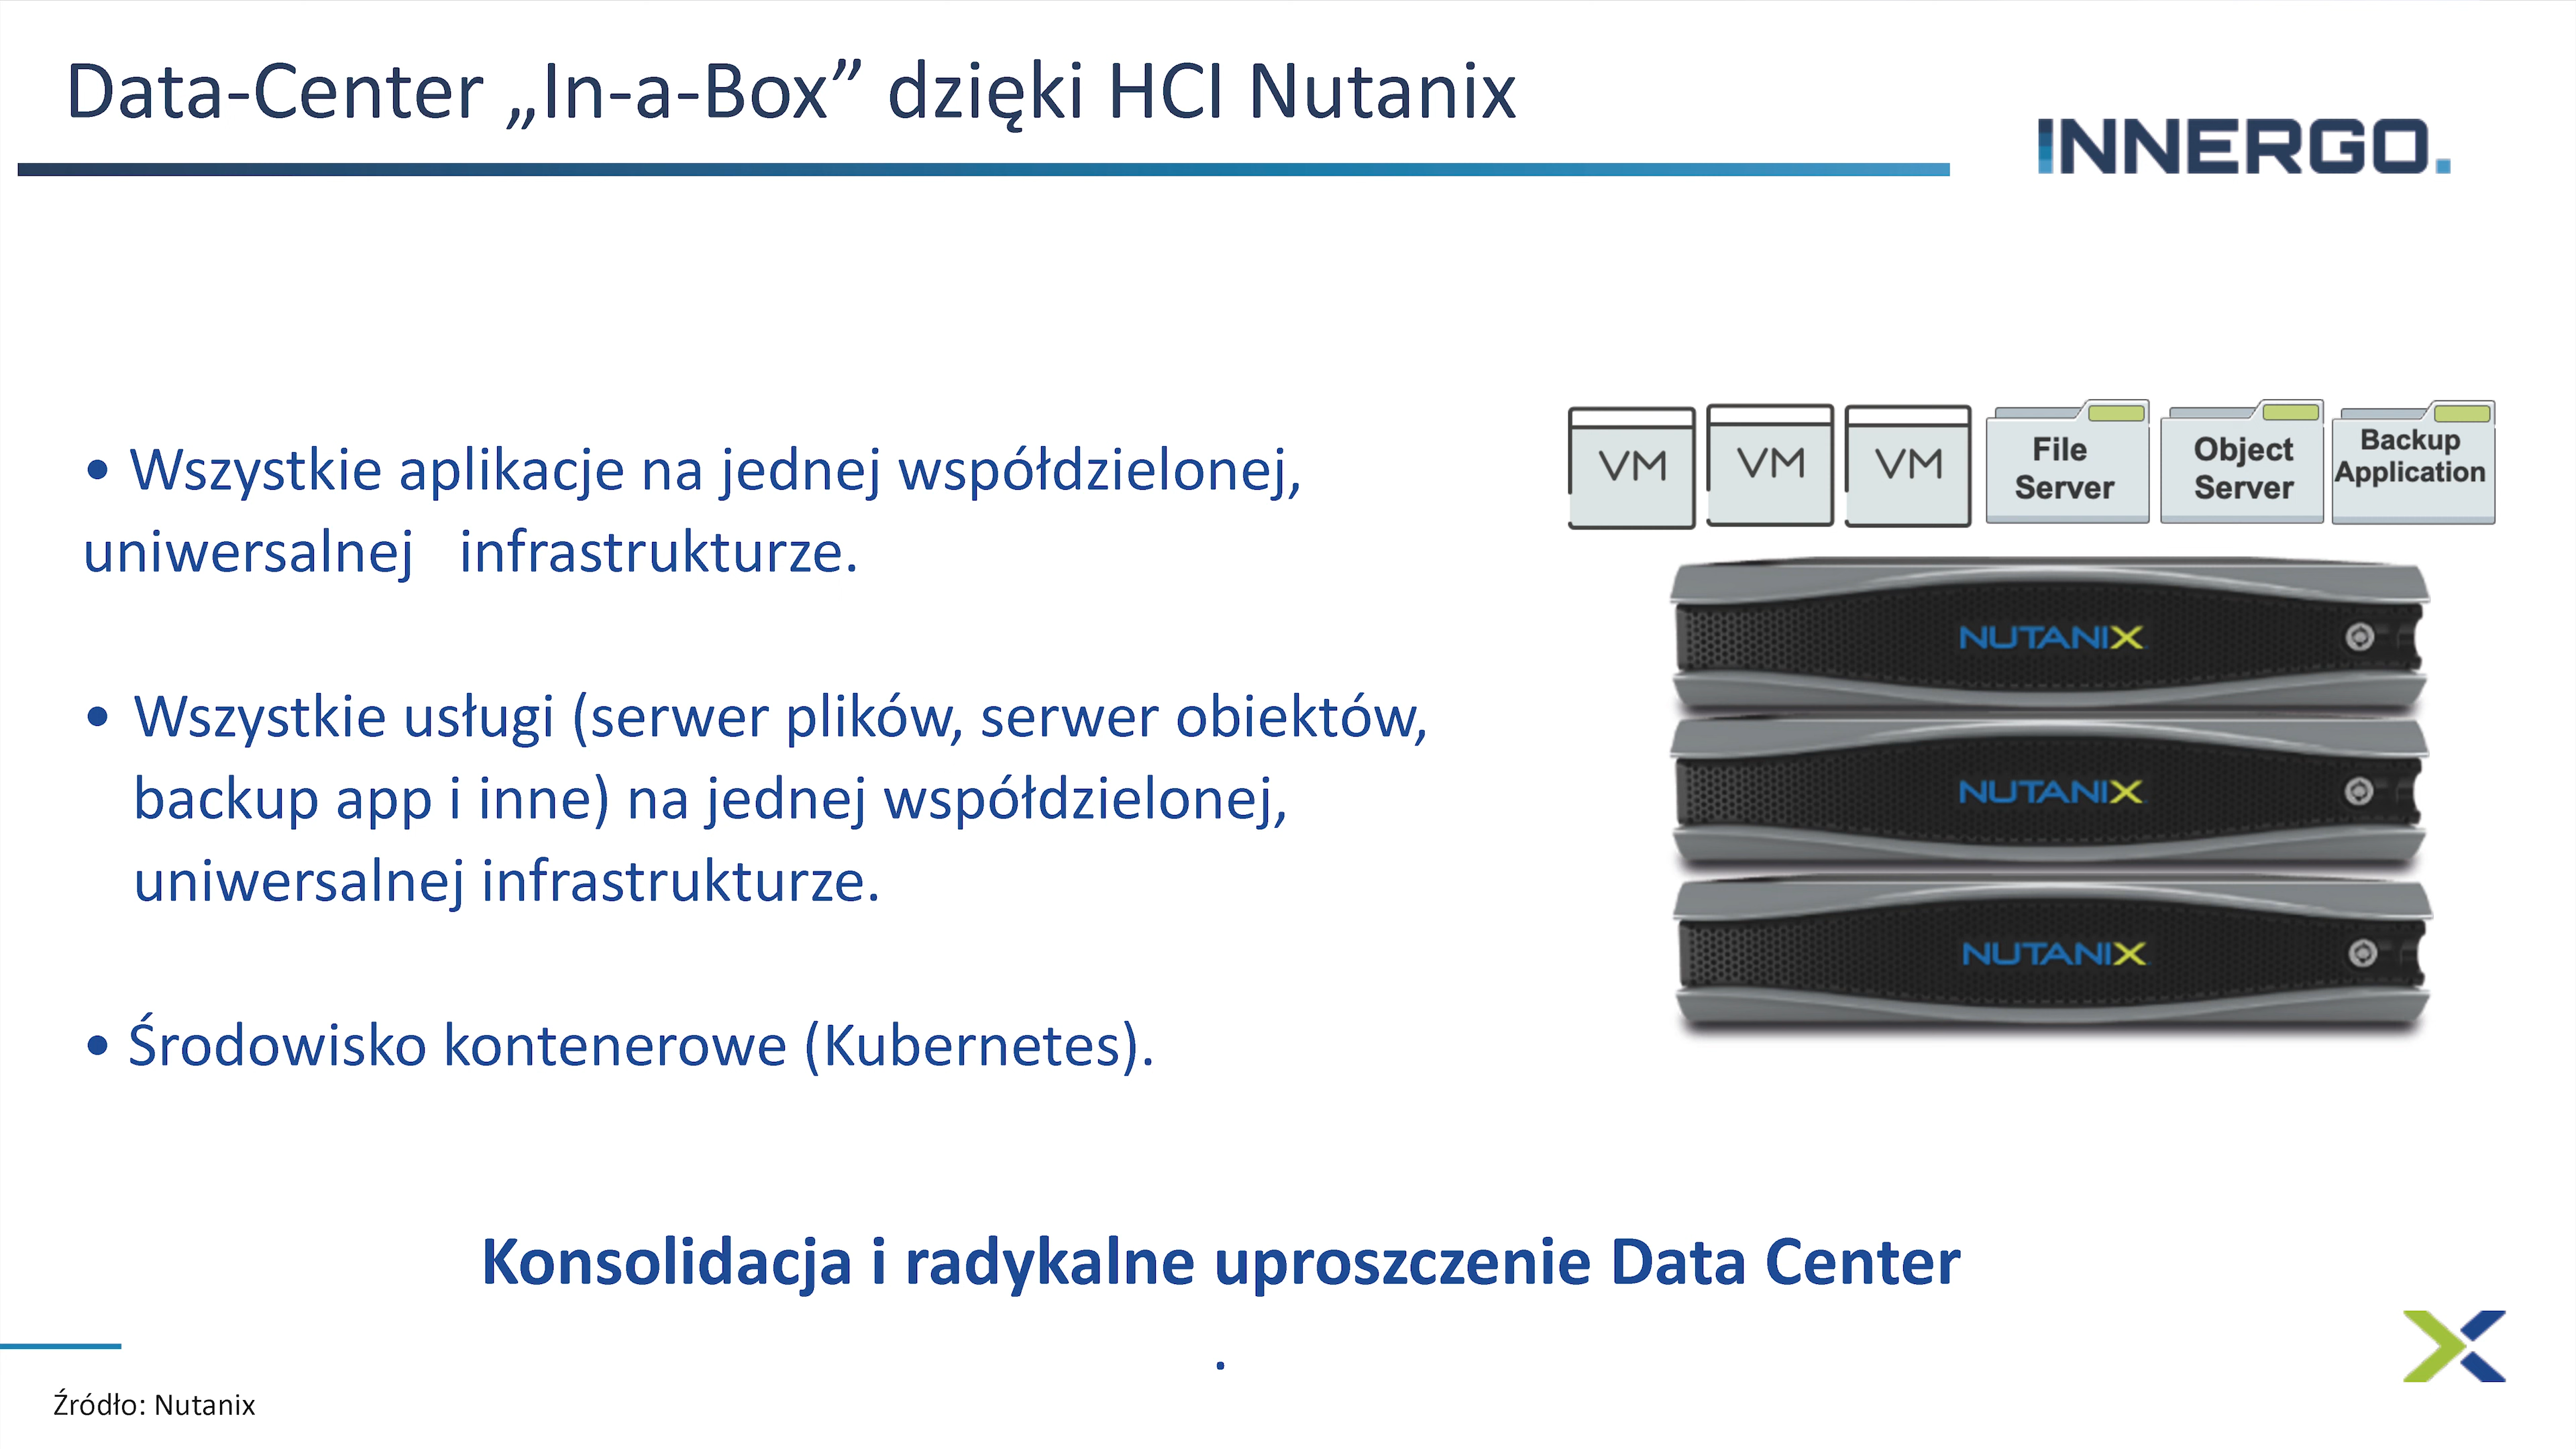 Data-Center „In-a-Box” dzięki HCI Nutanix
INNERGO.
• Wszystkie aplikacje na jednej współdzielonej,
uniwersalnej infrastrukturze.
• Wszystkie usługi (serwer plików, serwer obiektów,
backup app i inne) na jednej współdzielonej,
uniwersalnej infrastrukturze.
• Środowisko kontenerowe (Kubernetes).
VM
VM
VM
File
Server
Object
Server
Backup
Application
NUTANIX
NUTANIX
NUTANIX
Konsolidacja i radykalne uproszczenie Data Center
.
Źródło: Nutanix